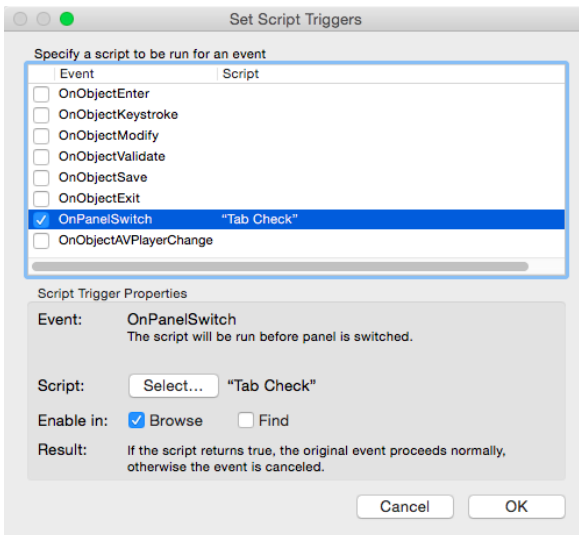 Set Script Triggers
Specify a script to be run for an event
Event Script
OnObjectEnter
OnObjectKeystroke
OnObjectModify
OnObjectValidate
OnObjectSave
OnObjectExit
OnPanelSwitch “Tab Check”
OnObjectAVPlayerChange
Script Trigger Properties
Event: OnPanelSwitch
The script will be run before panel is switched.
Script: Select... “Tab Check”
Enable in: Browse Find
Result: If the script returns true, the original event proceeds normally,
otherwise the event is canceled.
Cancel OK